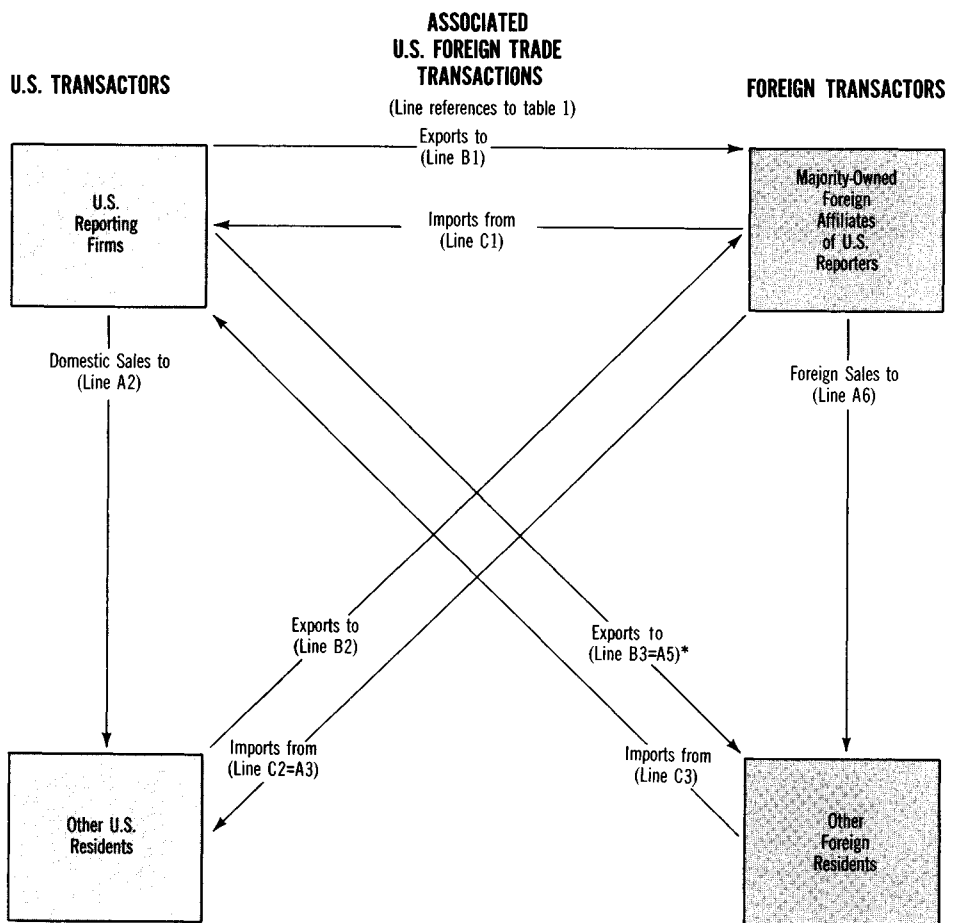 ASSOCIATED
U.S. FOREIGN TRADE
TRANSACTIONS
U.S. TRANSACTORS
FOREIGN TRANSACTORS
(Line references to table 1)
Exports to
(Line B1)
U.S.
Reporting
Firms
Majority-Owned
Foreign
Affiliates
of U.S.
Reporters
Imports from
(Line C1)
Domestic Sales to
(Line A2)
Foreign Sales to
(Line A6)
Exports to
(Line B2)
Exports to
(Line B3=A5)*
Imports from
(Line C2=A3)
Imports from
(Line C3)
Other U.S.
Residents
Other
Foreign
Residents